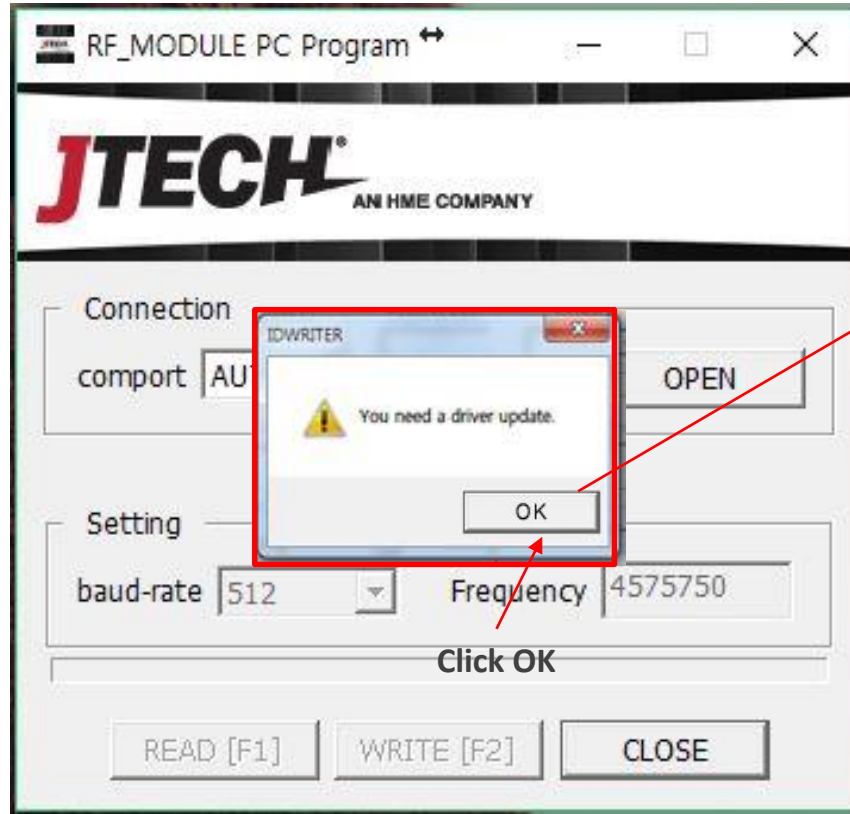 RF_MODULE PC Program
JTECH®
AN HME COMPANY
Connection
IDWRITER
comport AU
OPEN
You need a driver update.
OK
Setting
baud-rate 512 Frequency 4575750
Click OK
READ [F1] WRITE [F2] CLOSE